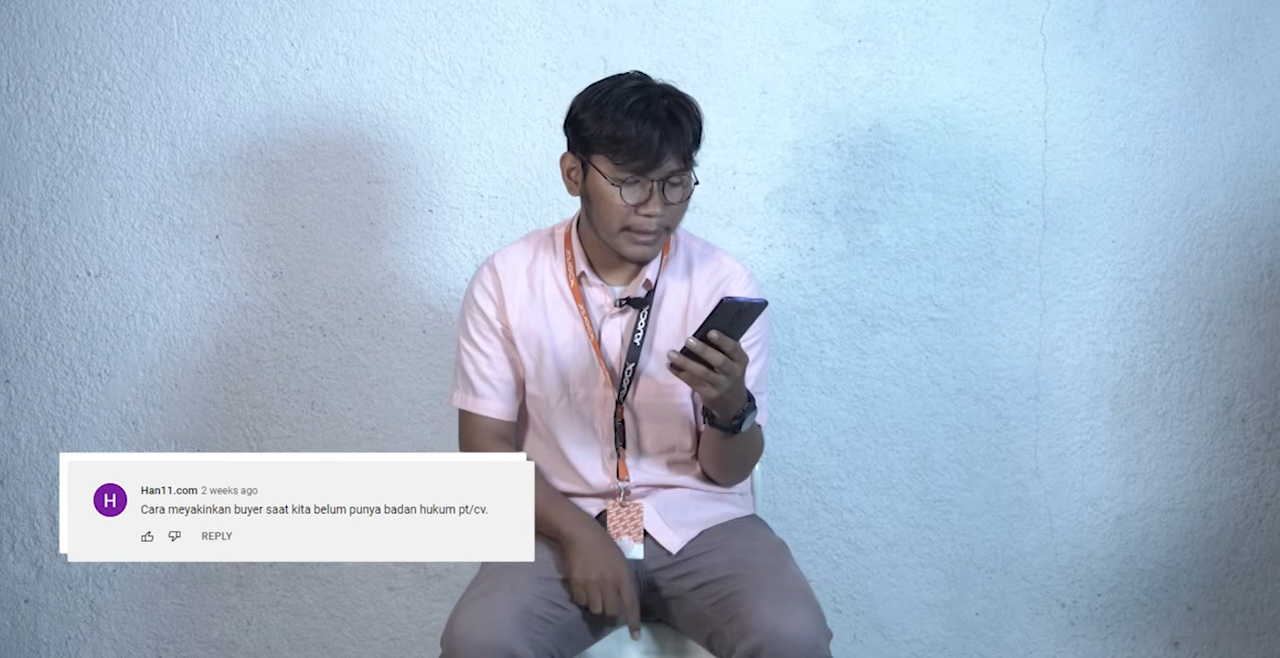 Han11.com 2 weeks ago
Cara meyakinkan buyer saat kita belum punya badan hukum pt/cv.
REPLY